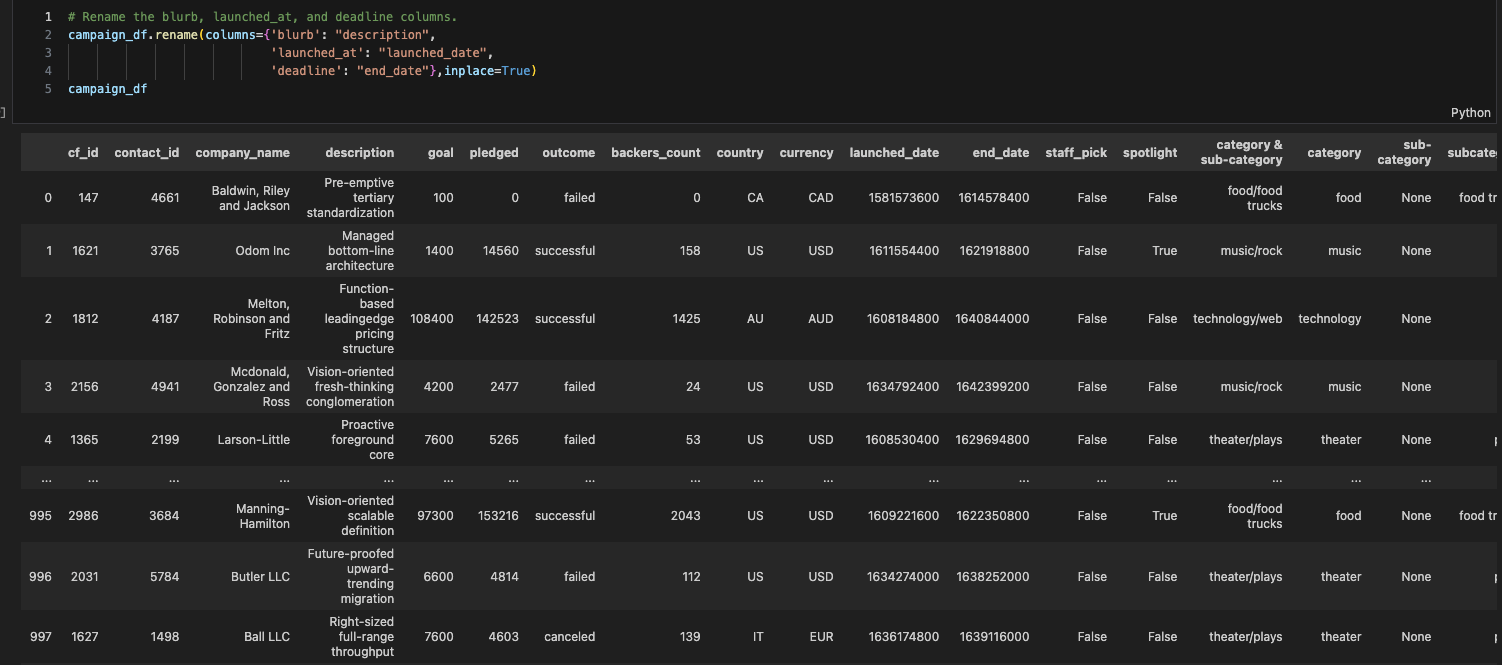 1 # Rename the blurb, launched_at, and deadline columns.
2 campaign_df.rename(columns={'blurb': "description",
3 'launched_at': "launched_date",
4 'deadline': "end_date"},inplace=True)
5 campaign_df
Python
cf_id contact_id company_name description goal pledged outcome backers_count country currency launched_date end_date staff_pick spotlight category & sub-category category sub-category subcate
0 147 4661 Baldwin, Riley and Jackson Pre-emptive tertiary standardization 100 0 failed 0 CA CAD 1581573600 1614578400 False False food/food trucks food None food tr
1 1621 3765 Odom Inc Managed bottom-line architecture 1400 14560 successful 158 US USD 1611554400 1621918800 False True music/rock music None
2 1812 4187 Melton, Robinson and Fritz Function-based leadingedge pricing structure 108400 142523 successful 1425 AU AUD 1608184800 1640844000 False False technology/web technology None
3 2156 4941 Mcdonald, Gonzalez and Ross Vision-oriented fresh-thinking conglomeration 4200 2477 failed 24 US USD 1634792400 1642399200 False False music/rock music None
4 1365 2199 Larson-Little Proactive foreground core 7600 5265 failed 53 US USD 1608530400 1629694800 False False theater/plays theater None
... ... ... ... ... ... ... ... ... ... ... ... ... ... ... ... ... ...
995 2986 3684 Manning-Hamilton Vision-oriented scalable definition 97300 153216 successful 2043 US USD 1609221600 1622350800 False True food/food trucks food None food tr
996 2031 5784 Butler LLC Future-proofed upward-trending migration 6600 4814 failed 112 US USD 1634274000 1638252000 False False theater/plays theater None
997 1627 1498 Ball LLC Right-sized full-range throughput 7600 4603 canceled 139 IT EUR 1636174800 1639116000 False False theater/plays theater None